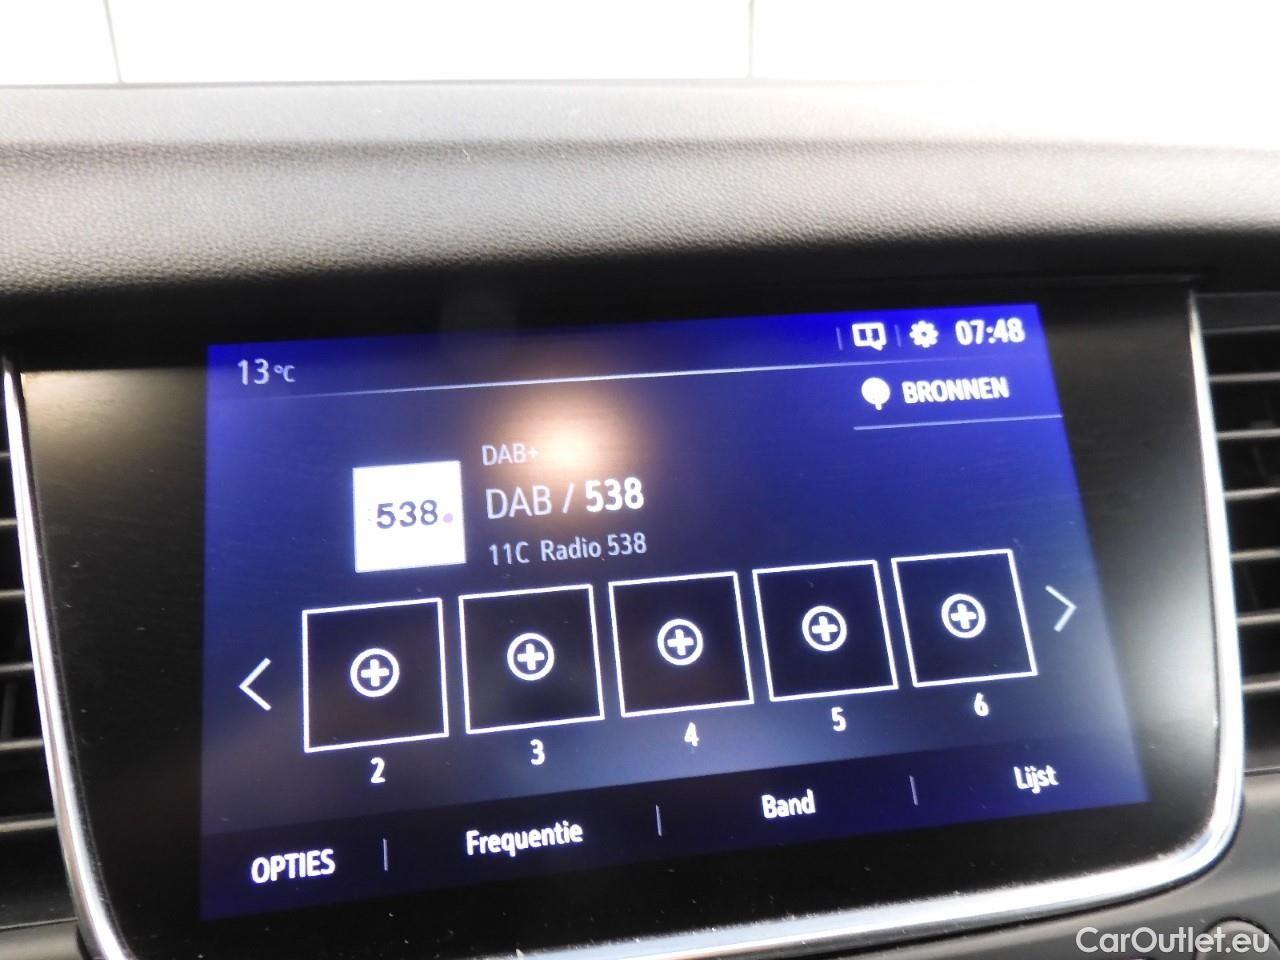 13 °C
07:48
BRONNEN
DAB+
538.
DAB / 538
11C Radio 538
2
3
4
5
6
OPTIES
Frequentie
Band
Lijst
CarOutlet.eu